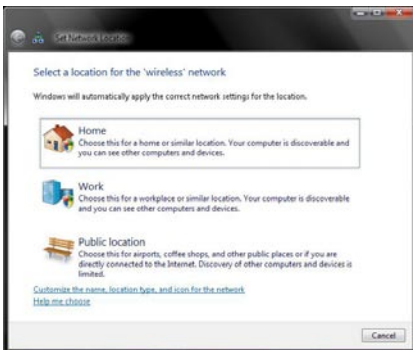 Set Network Location
Select a location for the 'wireless' network
Windows will automatically apply the correct network settings for the location.
Home
Choose this for a home or similar location. Your computer is discoverable and
you can see other computers and devices.
Work
Choose this for a workplace or similar location. Your computer is discoverable
and you can see other computers and devices.
Public location
Choose this for airports, coffee shops, and other public places or if you are
directly connected to the Internet. Discovery of other computers and devices is
limited.
Customize the name, location type, and icon for the network
Help me choose
Cancel